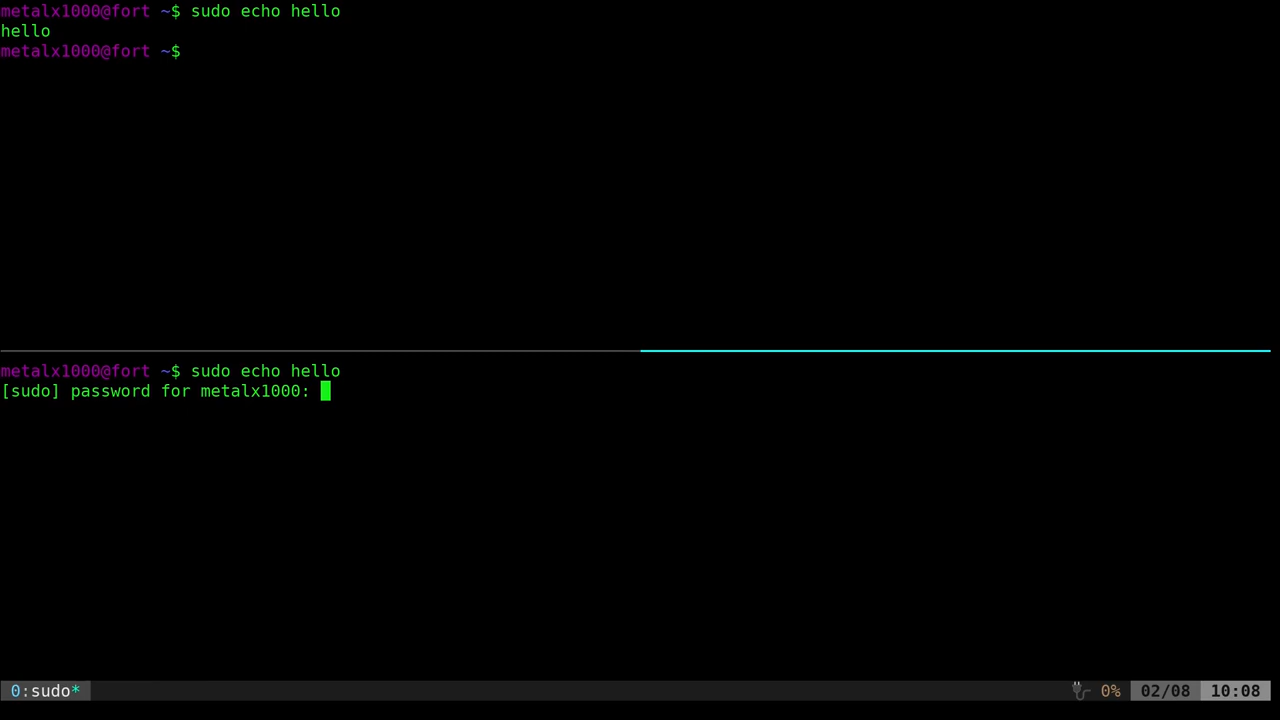 metalx1000@fort ~$ sudo echo hello
hello
metalx1000@fort ~$
metalx1000@fort ~$ sudo echo hello
[sudo] password for metalx1000:
0:sudo* 0% 02/08 10:08